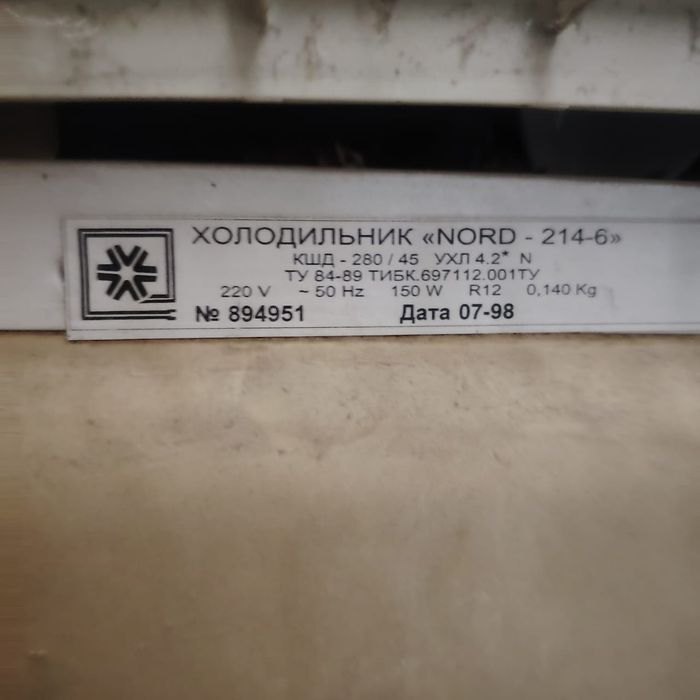 ХОЛОДИЛЬНИК «NORD - 214-6»
КШД - 280 / 45 УХЛ 4.2* N
ТУ 84-89 ТИБК.697112.001ТУ
220 V ~ 50 Hz 150 W R12 0,140 Kg
№ 894951 Дата 07-98